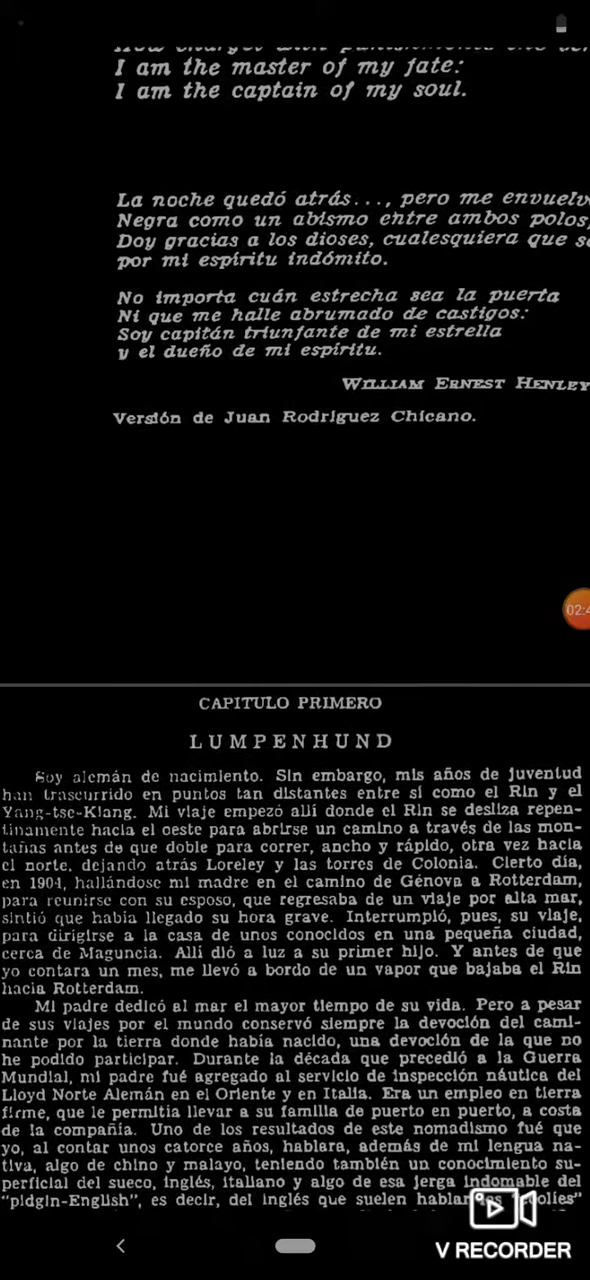 I am the master of my fate:
I am the captain of my soul.
La noche quedó atrás..., pero me envuelv
Negra como un abismo entre ambos polos,
Doy gracias a los dioses, cualesquiera que s
por mi espíritu indómito.
No importa cuán estrecha sea la puerta
Ni que me halle abrumado de castigos:
Soy capitán triunfante de mi estrella
y el dueño de mi espíritu.
WILLIAM ERNEST HENLEY
Versión de Juan Rodríguez Chicano.
02:4
CAPITULO PRIMERO
LUMPENHUND
Soy alemán de nacimiento. Sin embargo, mis años de juventud
han trascurrido en puntos tan distantes entre sí como el Rin y el
Yang-tse-Kiang. Mi viaje empezó allí donde el Rin se desliza repen-
tinamente hacia el oeste para abrirse un camino a través de las mon-
tañas antes de que doble para correr, ancho y rápido, otra vez hacia
el norte, dejando atrás Loreley y las torres de Colonia. Cierto día,
en 1904, hallándose mi madre en el camino de Génova a Rotterdam,
para reunirse con su esposo, que regresaba de un viaje por alta mar,
sintió que había llegado su hora grave. Interrumpió, pues, su viaje,
para dirigirse a la casa de unos conocidos en una pequeña ciudad,
cerca de Maguncia. Allí dió a luz a su primer hijo. Y antes de que
yo contara un mes, me llevó a bordo de un vapor que bajaba el Rin
hacia Rotterdam.
Mi padre dedicó al mar el mayor tiempo de su vida. Pero a pesar
de sus viajes por el mundo conservó siempre la devoción del cami-
nante por la tierra donde había nacido, una devoción de la que no
he podido participar. Durante la década que precedió a la Guerra
Mundial, mi padre fué agregado al servicio de inspección náutica del
Lloyd Norte Alemán en el Oriente y en Italia. Era un empleo en tierra
firme, que le permitía llevar a su familia de puerto en puerto, a costa
de la compañía. Uno de los resultados de este nomadismo fué que
yo, al contar unos catorce años, hablara, además de mi lengua na-
tiva, algo de chino y malayo, teniendo también un conocimiento su-
perficial del sueco, inglés, italiano y algo de esa jerga indomable del
"pidgin-English", es decir, del inglés que suelen hablar los "coolíes"
V RECORDER